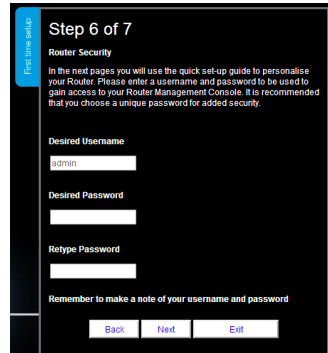 First time setup
Step 6 of 7
Router Security
In the next pages you will use the quick set-up guide to personalise
your Router. Please enter a username and password to be used to
gain access to your Router Management Console. It is recommended
that you choose a unique password for added security.
Desired Username
admin
Desired Password
Retype Password
Remember to make a note of your username and password
Back Next Exit